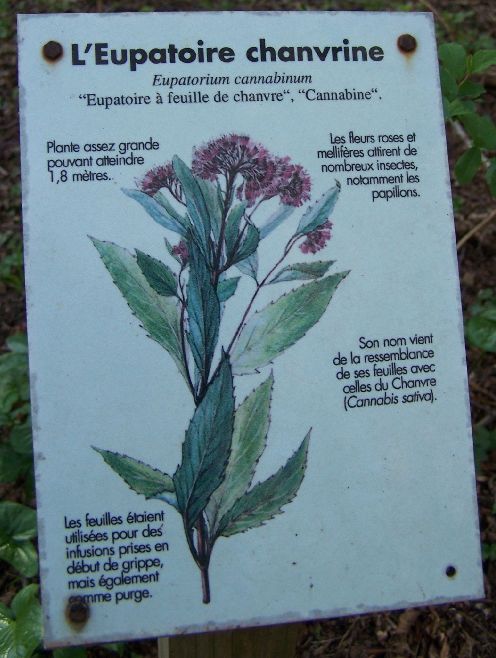 L'Eupatoire chanvrine
Eupatorium cannabinum
“Eupatoire à feuille de chanvre“, “Cannabine“.
Plante assez grande
pouvant atteindre
1,8 mètres.
Les fleurs roses et
mellifères attirent de
nombreux insectes,
notamment les
papillons.
Son nom vient
de la ressemblance
de ses feuilles avec
celles du Chanvre
(Cannabis sativa).
Les feuilles étaient
utilisées pour des
infusions prises en
début de grippe,
mais également
comme purge.